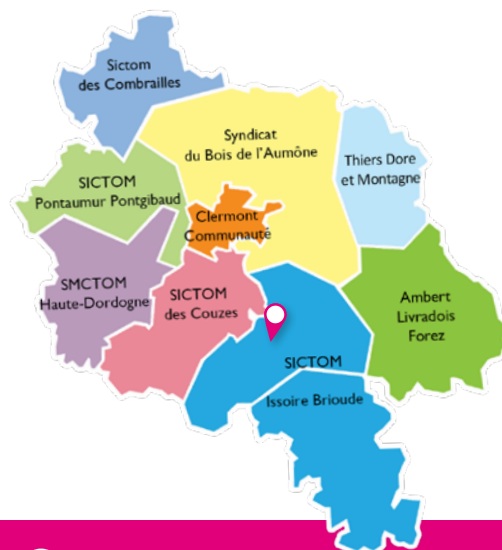 Sictom
des Combrailles
Syndicat
du Bois de l'Aumône
Thiers Dore
et Montagne
SICTOM
Pontaumur Pontgibaud
Clermont
Communauté
SMCTOM
Haute-Dordogne
SICTOM
des Couzes
Ambert
Livradois
Forez
SICTOM
Issoire Brioude